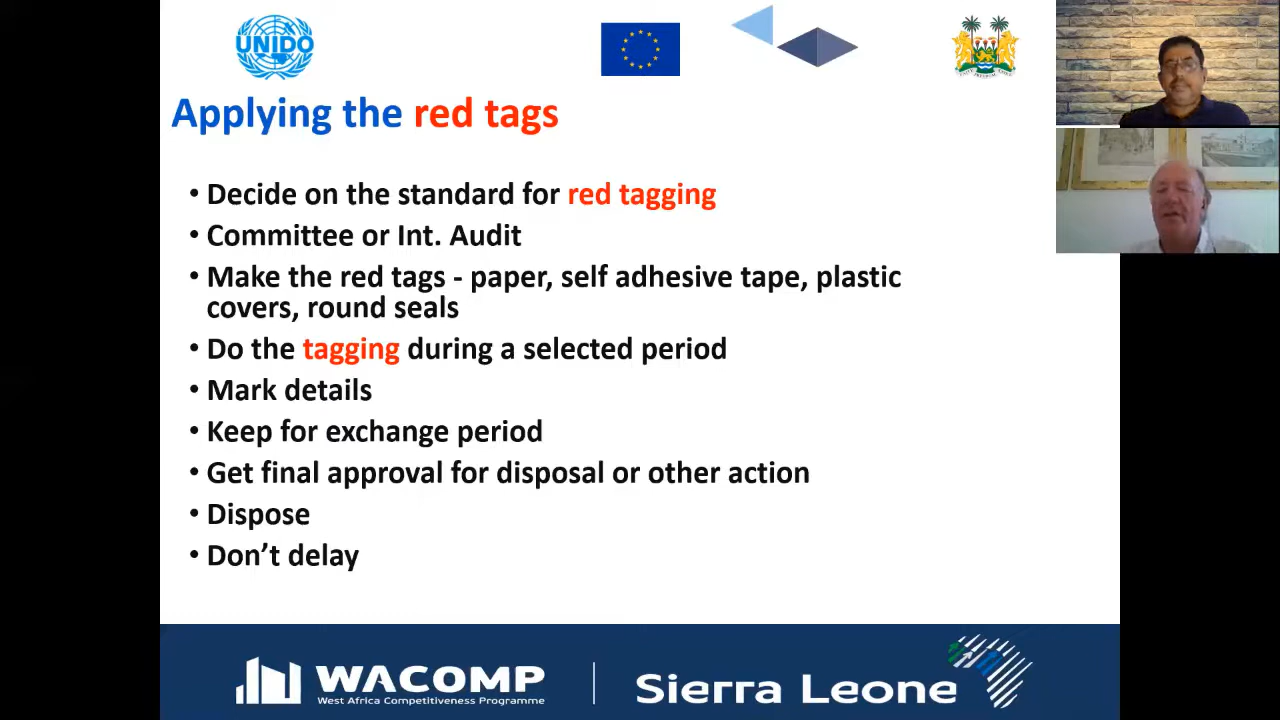 UNIDO
Applying the red tags
• Decide on the standard for red tagging
• Committee or Int. Audit
• Make the red tags - paper, self adhesive tape, plastic
covers, round seals
• Do the tagging during a selected period
• Mark details
• Keep for exchange period
• Get final approval for disposal or other action
• Dispose
• Don’t delay
WACOMP
West Africa Competitiveness Programme
Sierra Leone